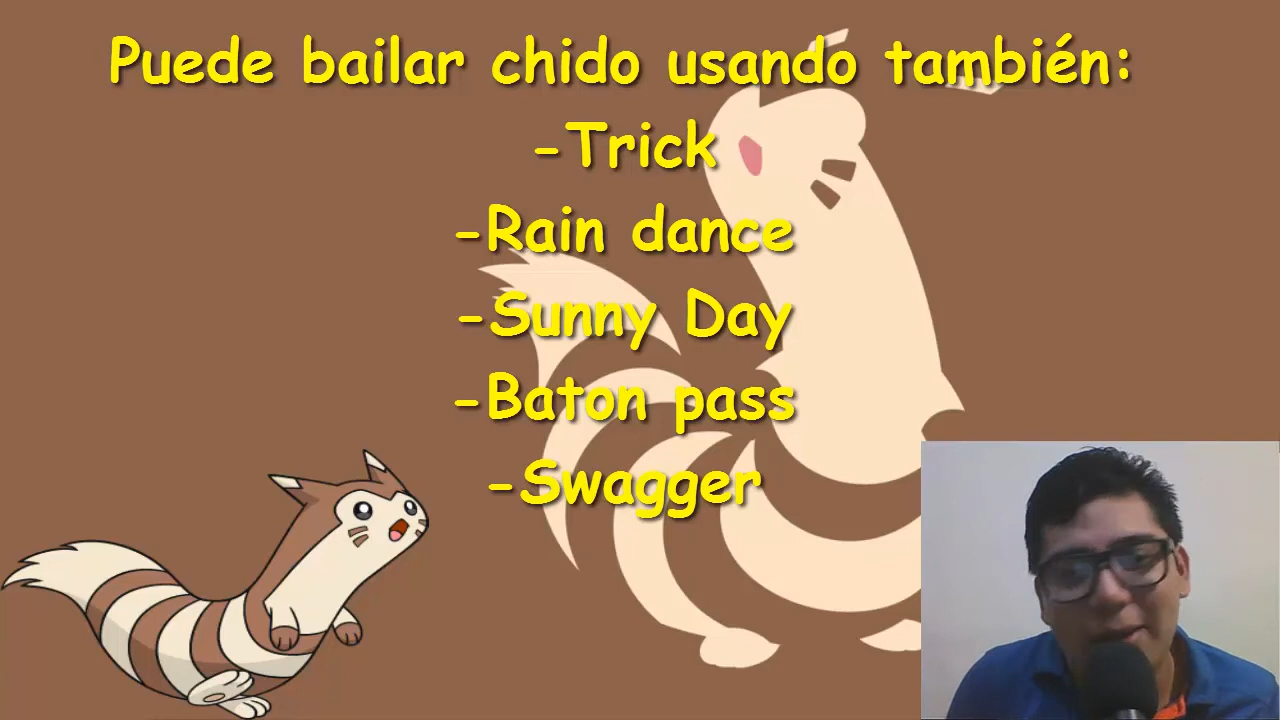 Puede bailar chido usando también:
-Trick
-Rain dance
-Sunny Day
-Baton pass
-Swagger